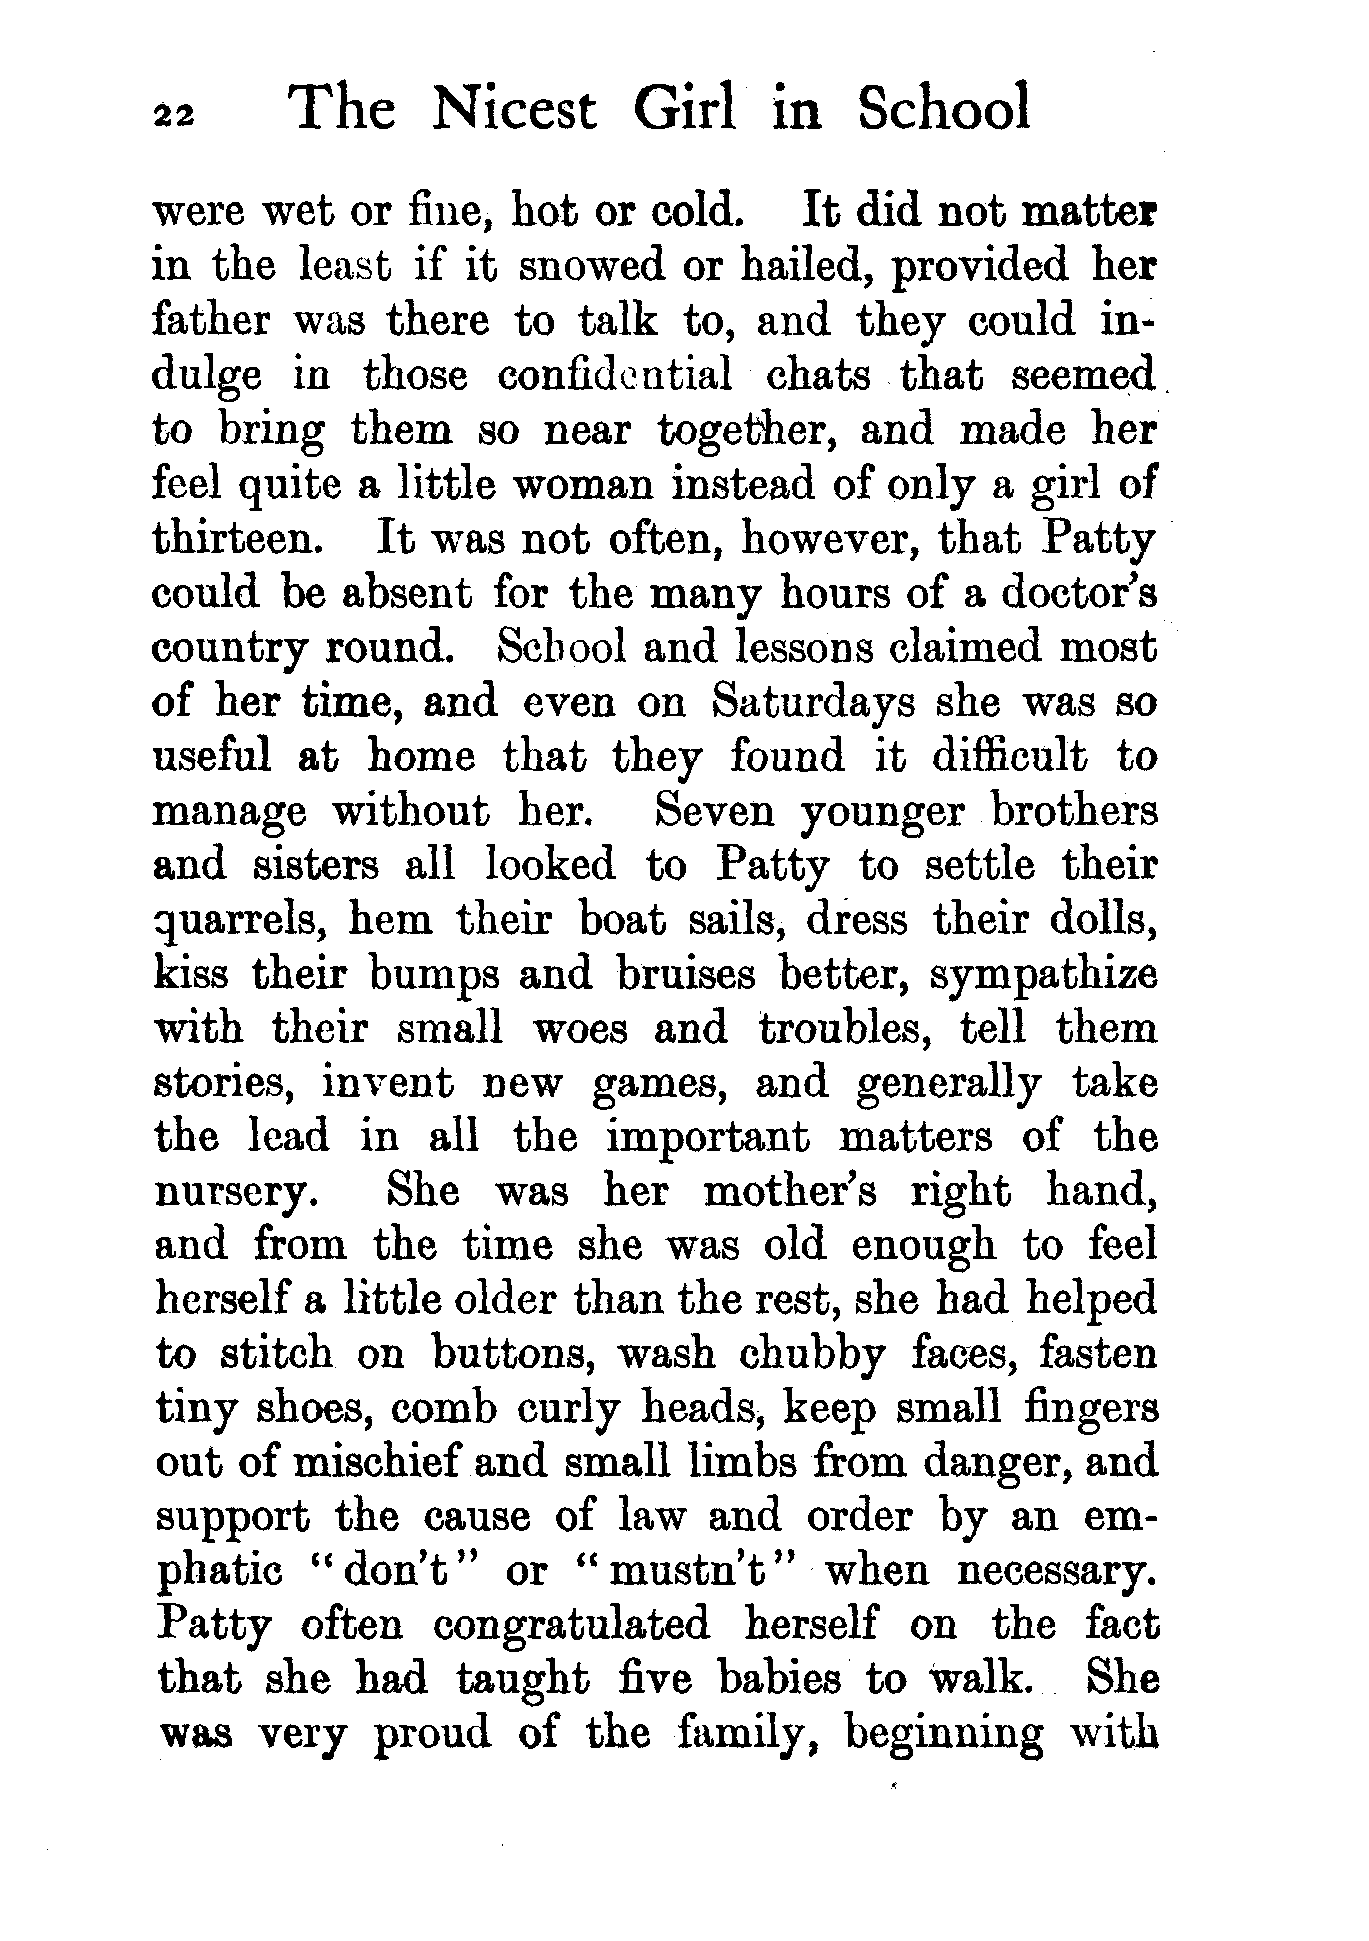 22 The Nicest Girl in School
were wet or fine, hot or cold. It did not matter
in the least if it snowed or hailed, provided her
father was there to talk to, and they could in-
dulge in those confidential chats that seemed
to bring them so near together, and made her
feel quite a little woman instead of only a girl of
thirteen. It was not often, however, that Patty
could be absent for the many hours of a doctor's
country round. School and lessons claimed most
of her time, and even on Saturdays she was so
useful at home that they found it difficult to
manage without her. Seven younger brothers
and sisters all looked to Patty to settle their
quarrels, hem their boat sails, dress their dolls,
kiss their bumps and bruises better, sympathize
with their small woes and troubles, tell them
stories, invent new games, and generally take
the lead in all the important matters of the
nursery. She was her mother's right hand,
and from the time she was old enough to feel
herself a little older than the rest, she had helped
to stitch on buttons, wash chubby faces, fasten
tiny shoes, comb curly heads, keep small fingers
out of mischief and small limbs from danger, and
support the cause of law and order by an em-
phatic "don't" or "mustn't" when necessary.
Patty often congratulated herself on the fact
that she had taught five babies to walk. She
was very proud of the family, beginning with